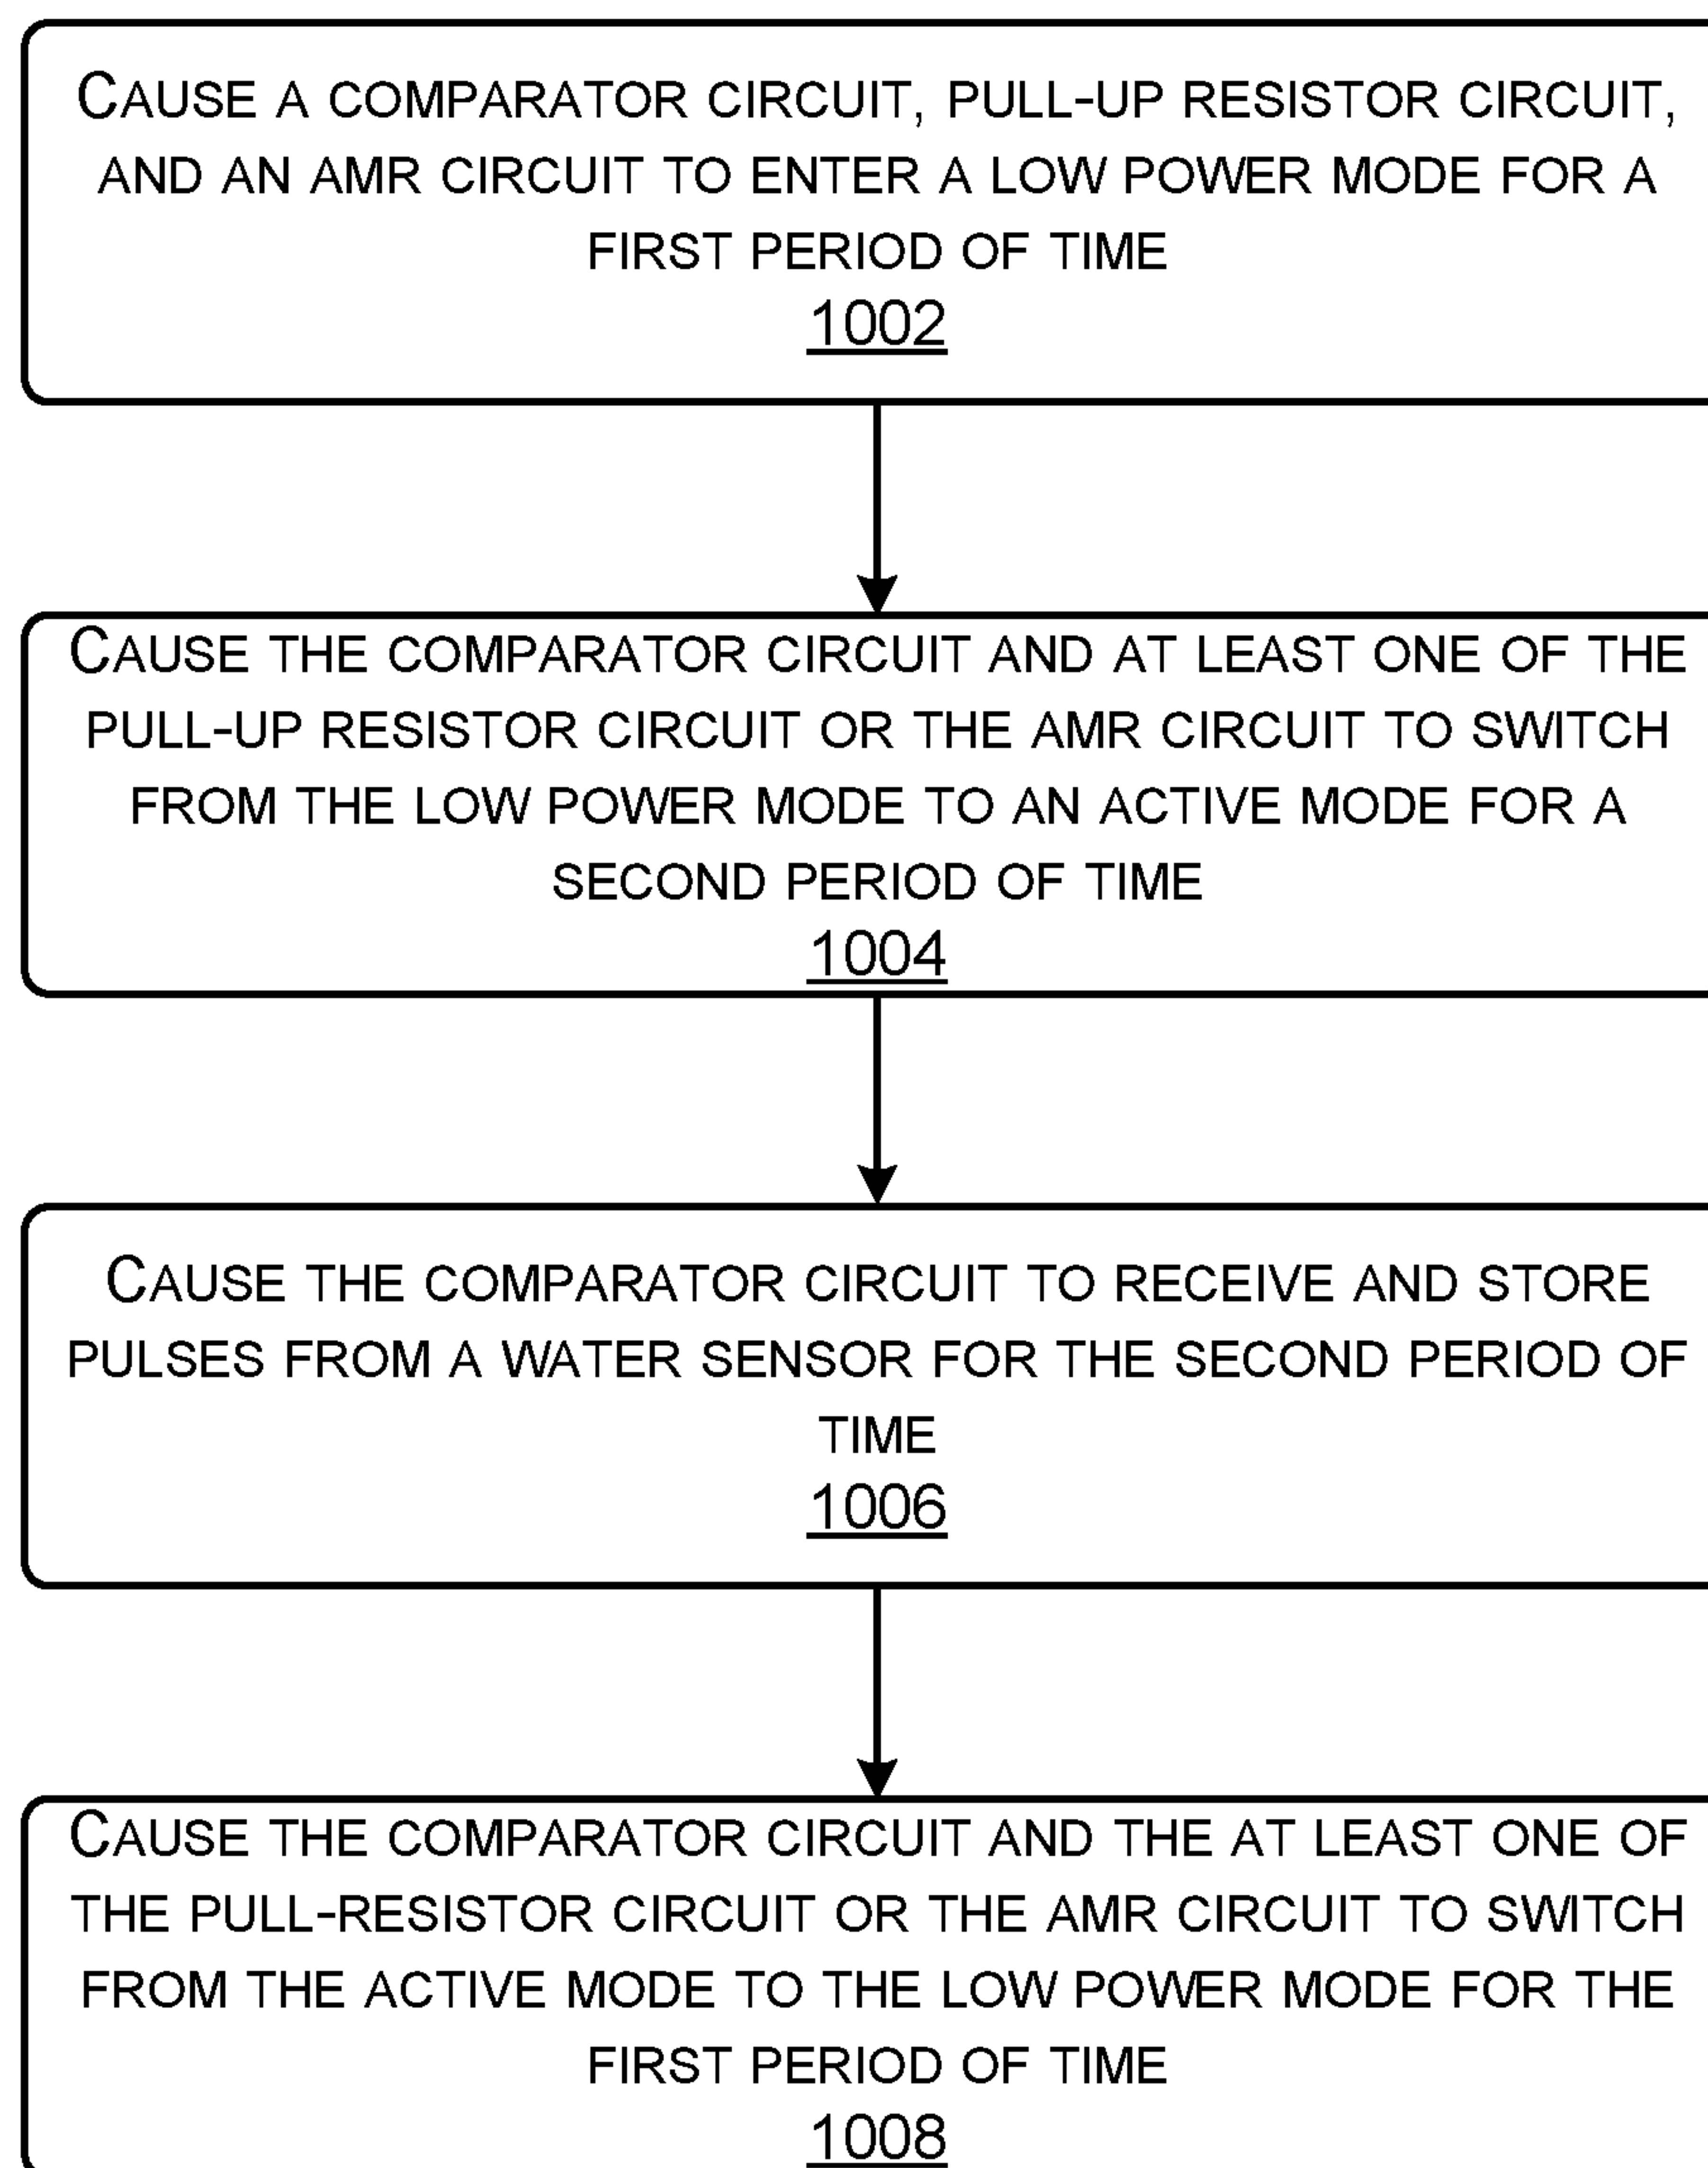 CAUSE A COMPARATOR CIRCUIT, PULL-UP RESISTOR CIRCUIT,
AND AN AMR CIRCUIT TO ENTER A LOW POWER MODE FOR A
FIRST PERIOD OF TIME
1002
CAUSE THE COMPARATOR CIRCUIT AND AT LEAST ONE OF THE
PULL-UP RESISTOR CIRCUIT OR THE AMR CIRCUIT TO SWITCH
FROM THE LOW POWER MODE TO AN ACTIVE MODE FOR A
SECOND PERIOD OF TIME
1004
CAUSE THE COMPARATOR CIRCUIT TO RECEIVE AND STORE
PULSES FROM A WATER SENSOR FOR THE SECOND PERIOD OF
TIME
1006
CAUSE THE COMPARATOR CIRCUIT AND THE AT LEAST ONE OF
THE PULL-RESISTOR CIRCUIT OR THE AMR CIRCUIT TO SWITCH
FROM THE ACTIVE MODE TO THE LOW POWER MODE FOR THE
FIRST PERIOD OF TIME
1008